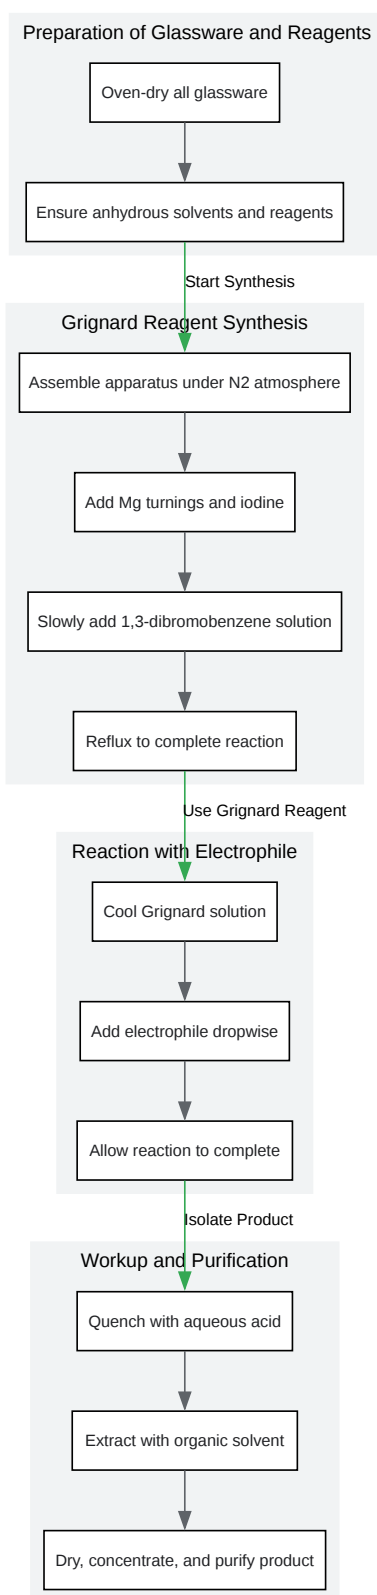 Preparation of Glassware and Reagents
Oven-dry all glassware
Ensure anhydrous solvents and reagents
Start Synthesis
Grignard Reagent Synthesis
Assemble apparatus under N2 atmosphere
Add Mg turnings and iodine
Slowly add 1,3-dibromobenzene solution
Reflux to complete reaction
Use Grignard Reagent
Reaction with Electrophile
Cool Grignard solution
Add electrophile dropwise
Allow reaction to complete
Isolate Product
Workup and Purification
Quench with aqueous acid
Extract with organic solvent
Dry, concentrate, and purify product